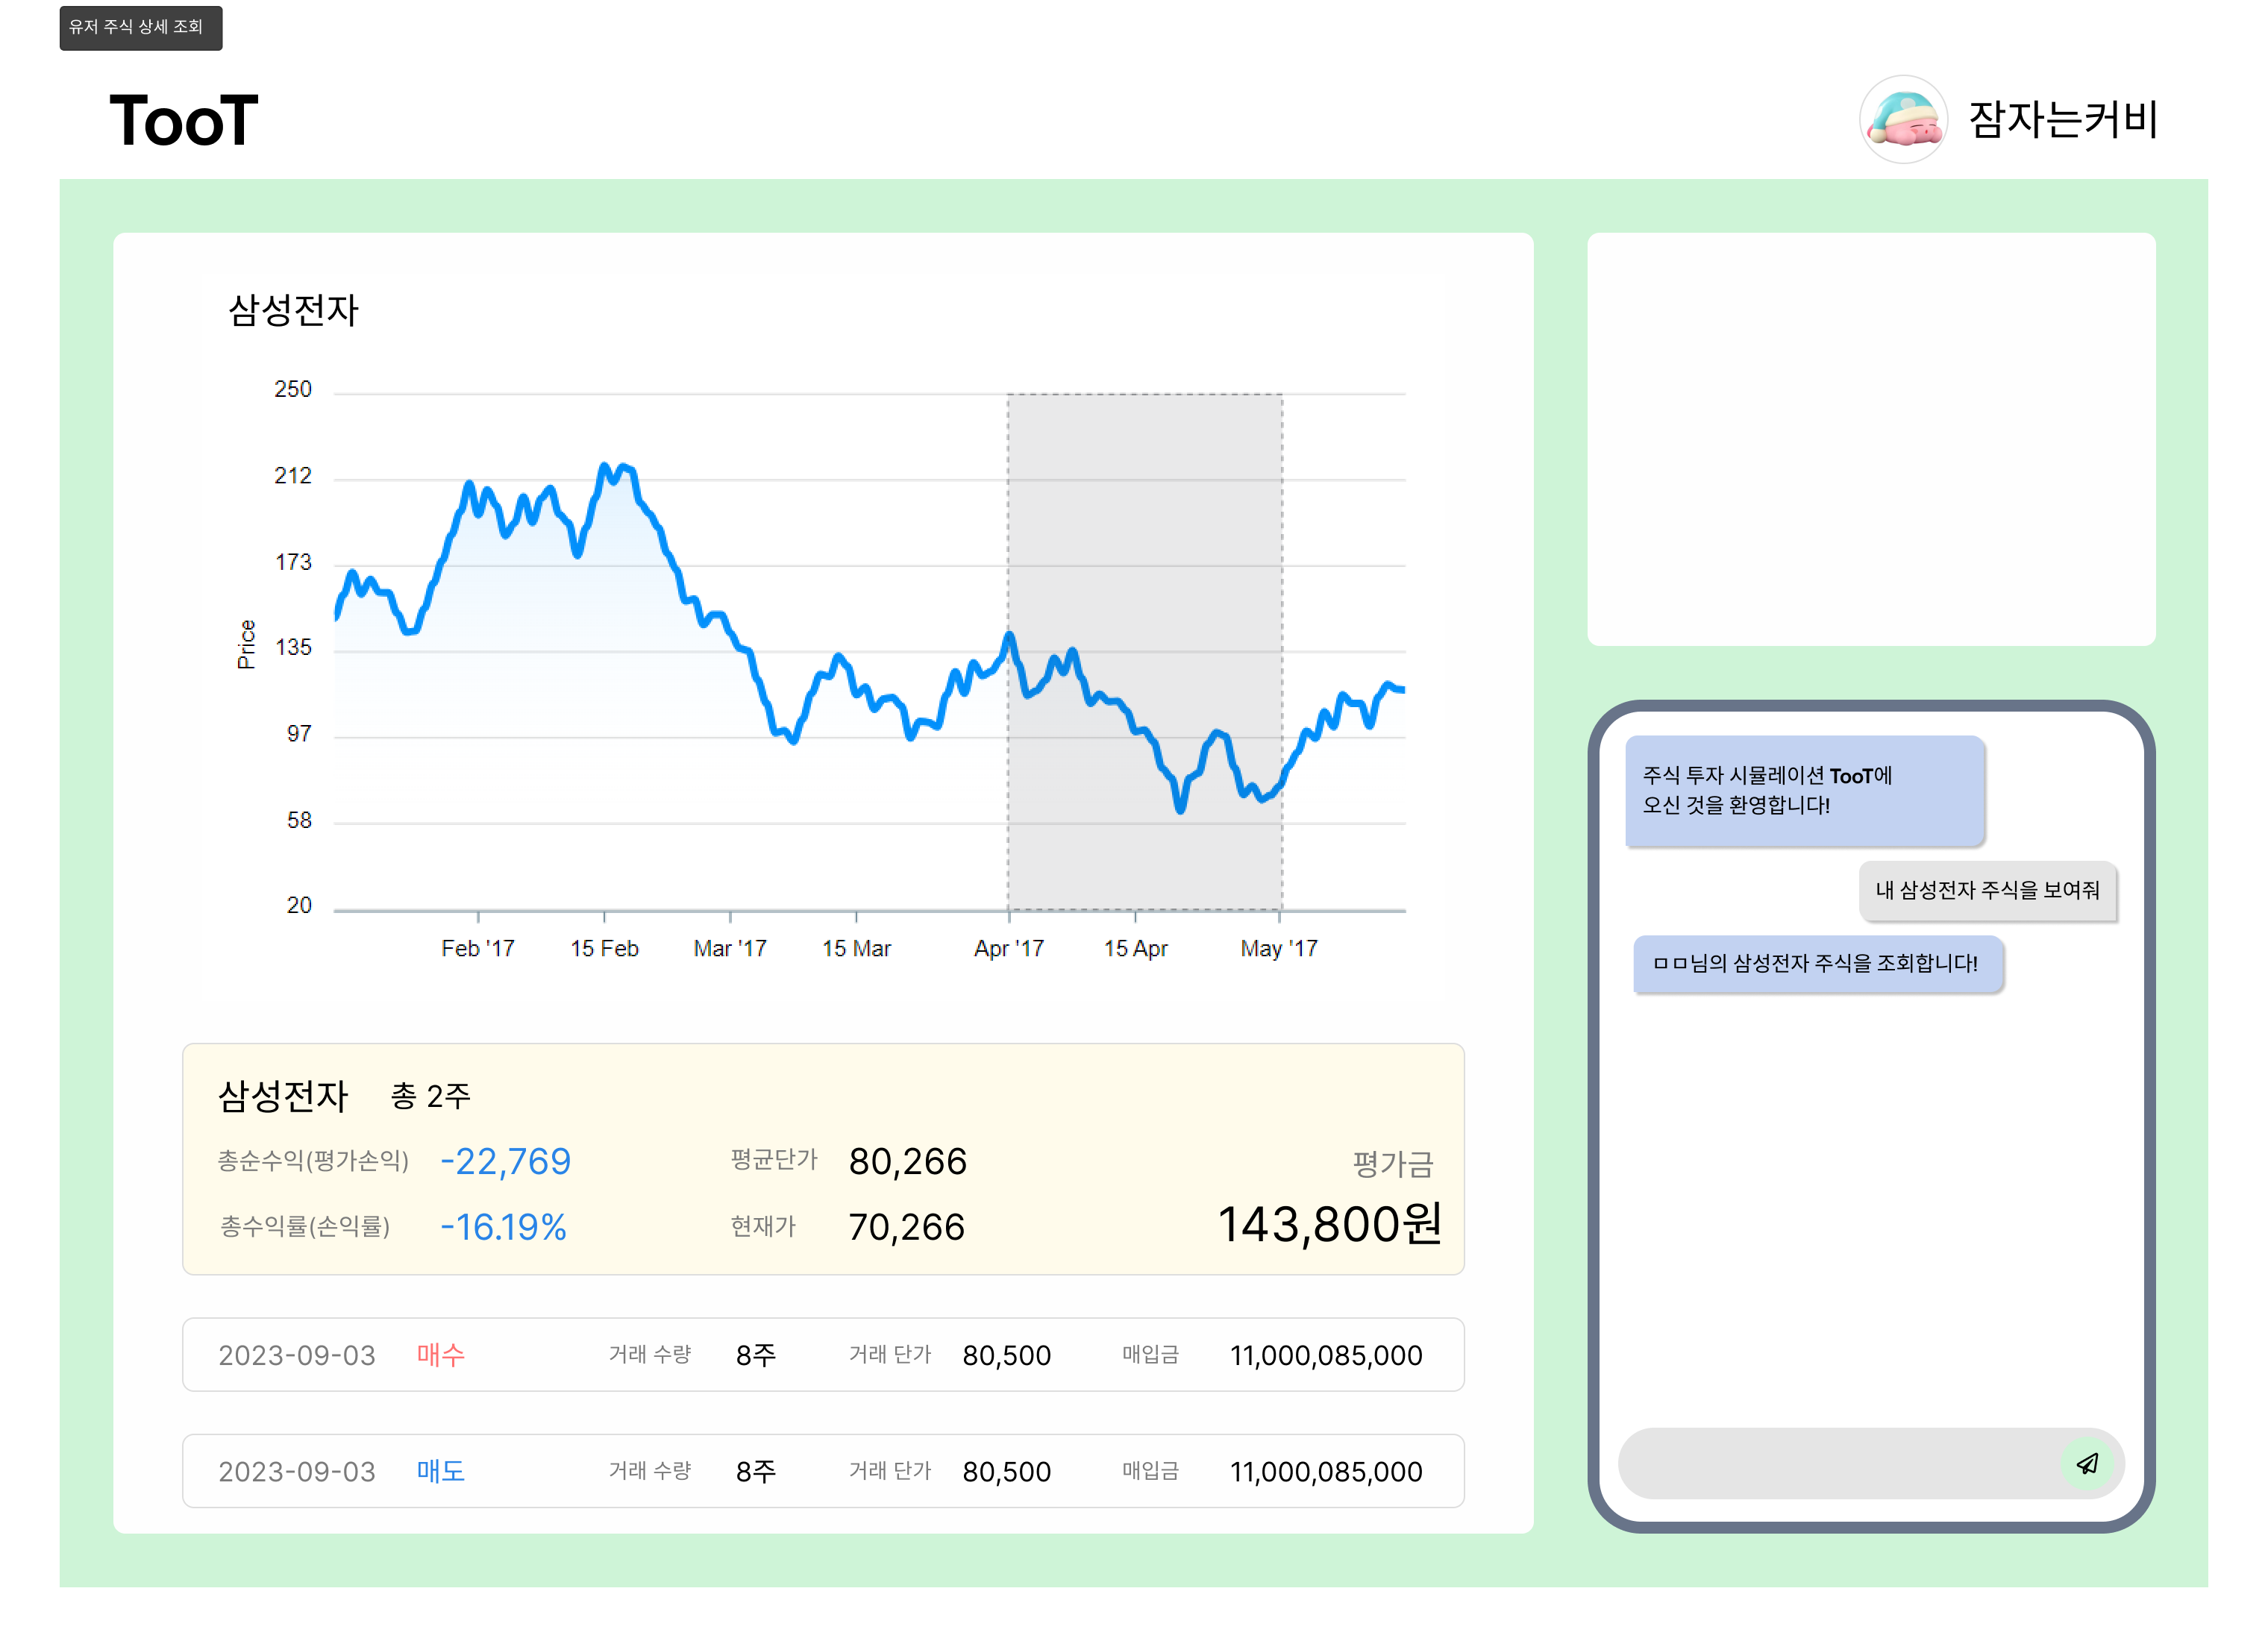 유저 주식 상세 조회
TooT
잠자는커비
삼성전자
Price
250
212
173
135
97
58
20
Feb '17 15 Feb Mar '17 15 Mar Apr '17 15 Apr May '17
삼성전자 총 2주
총순수익(평가손익) -22,769 평균단가 80,266 평가금
총수익률(손익률) -16.19% 현재가 70,266 143,800원
2023-09-03 매수 거래 수량 8주 거래 단가 80,500 매입금 11,000,085,000
2023-09-03 매도 거래 수량 8주 거래 단가 80,500 매입금 11,000,085,000
주식 투자 시뮬레이션 TooT에
오신 것을 환영합니다!
내 삼성전자 주식을 보여줘
ㅁㅁ님의 삼성전자 주식을 조회합니다!